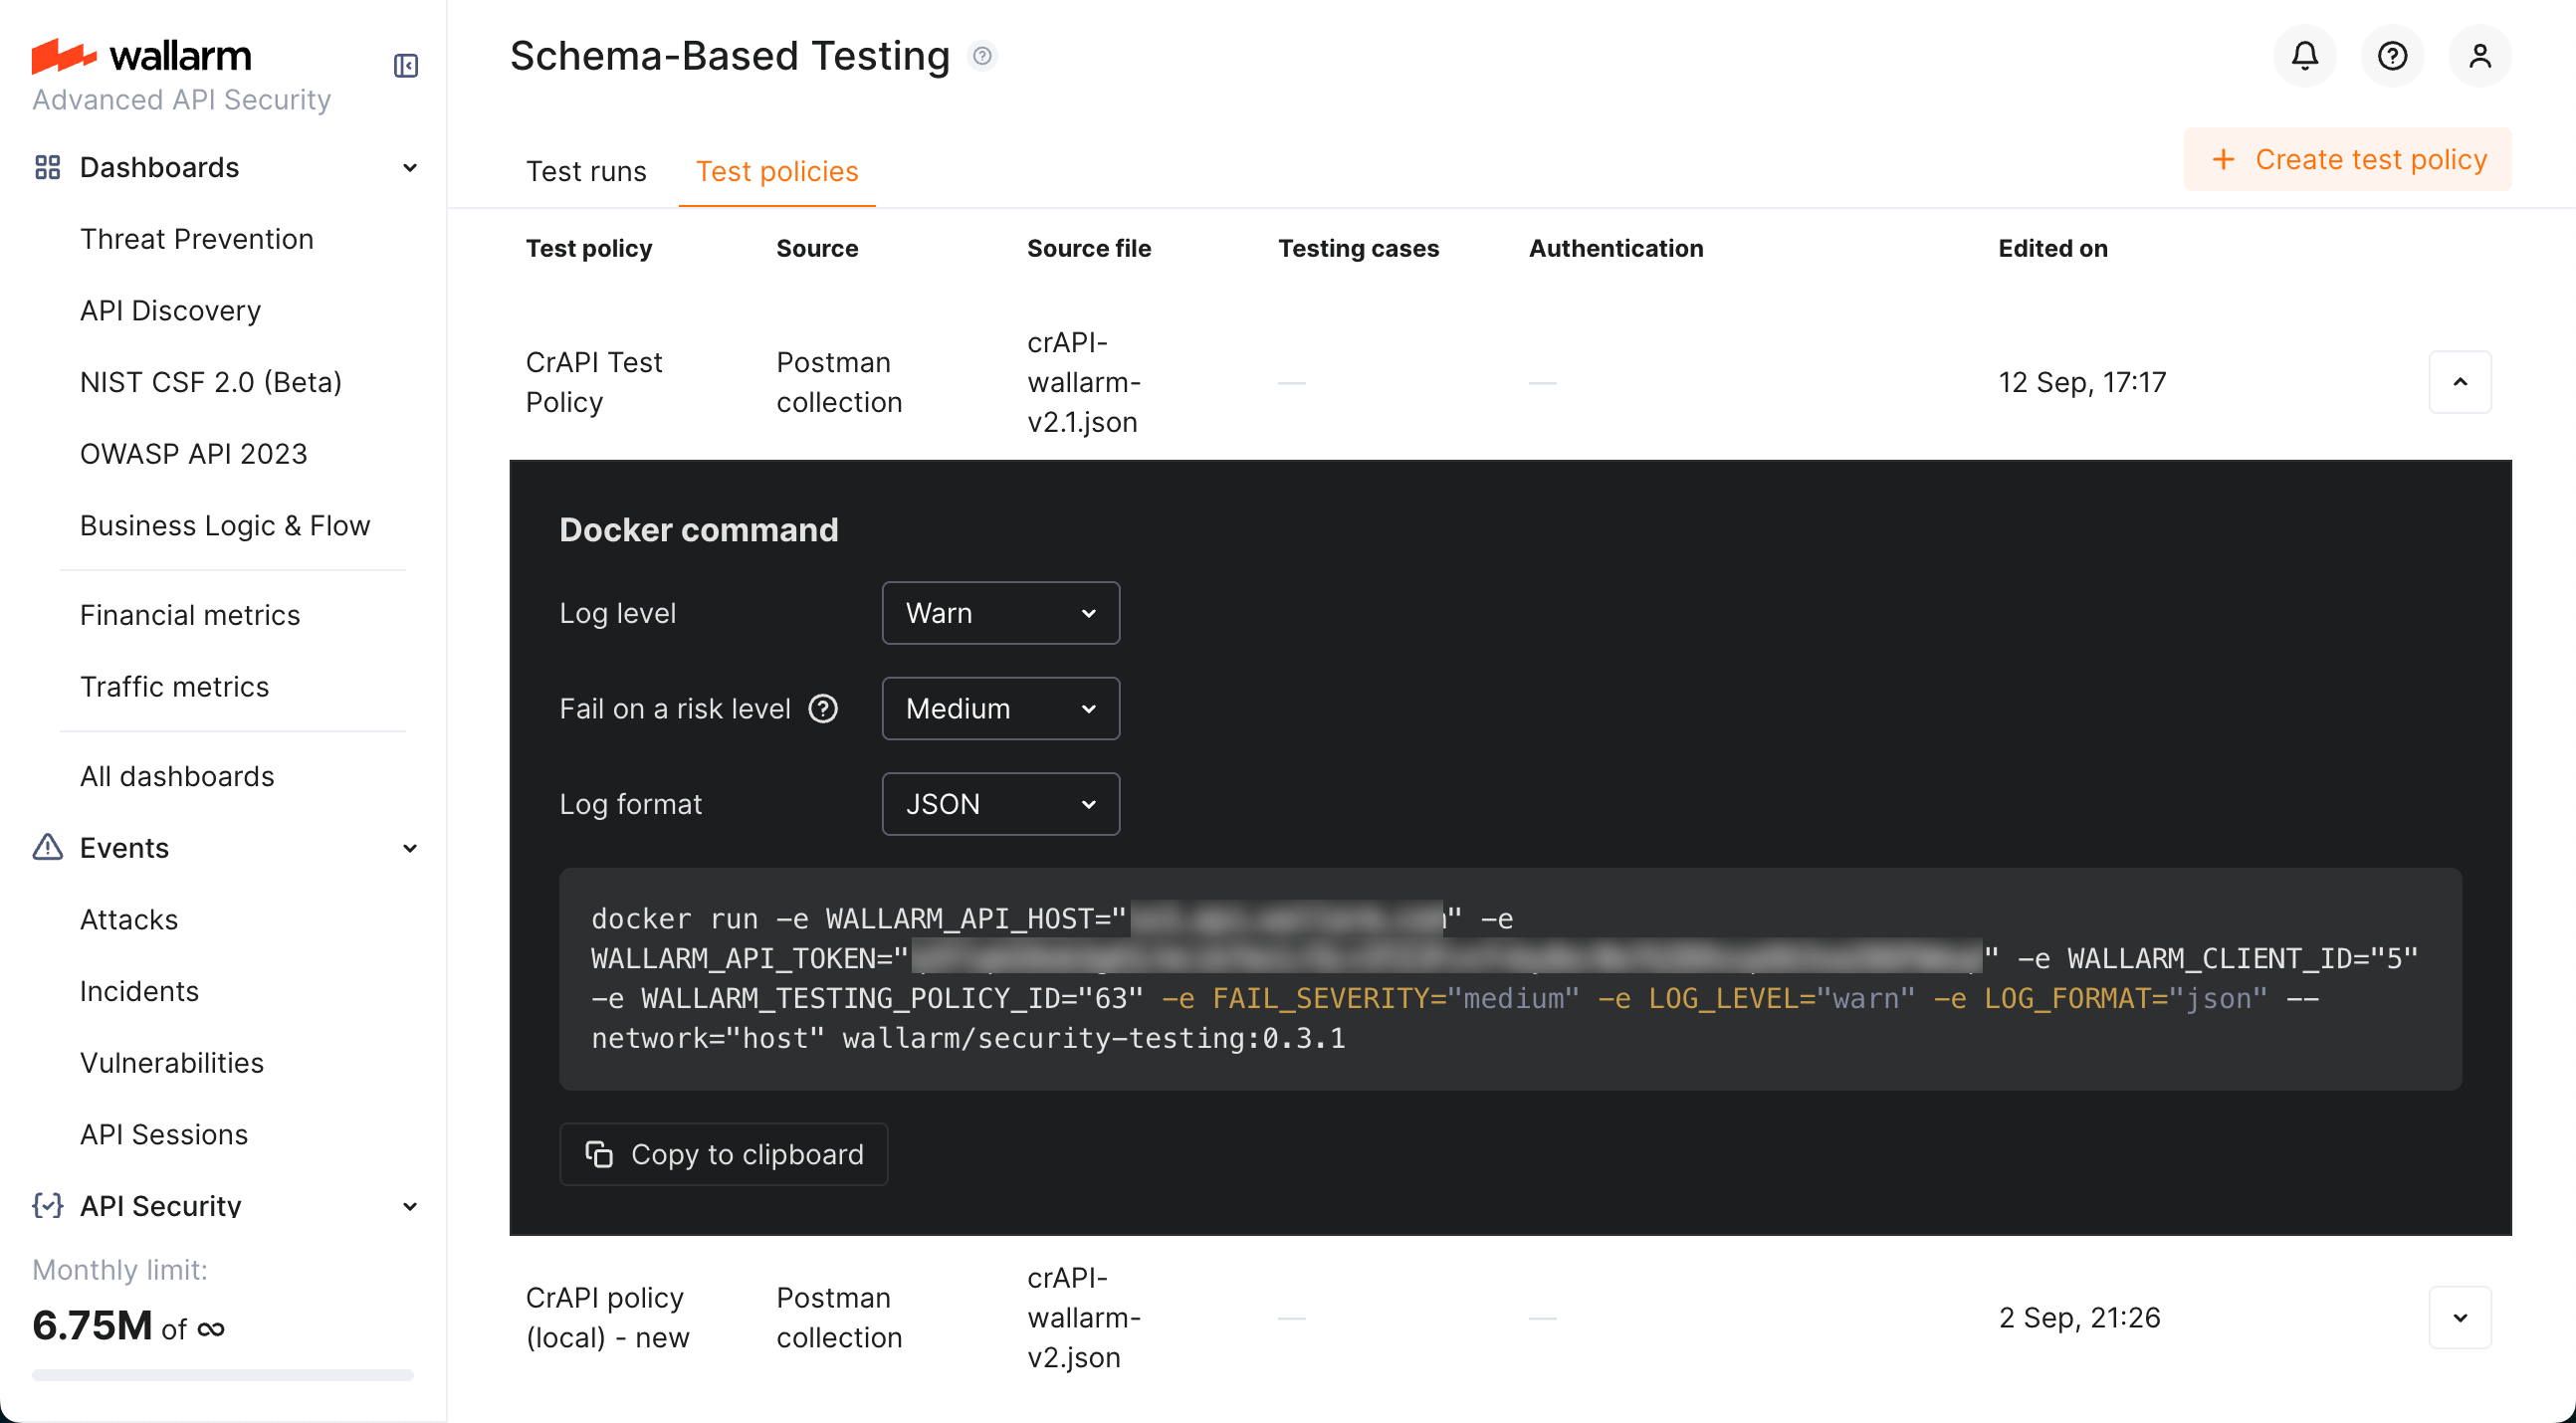 wallarm
Advanced API Security
Dashboards
Threat Prevention
API Discovery
NIST CSF 2.0 (Beta)
OWASP API 2023
Business Logic & Flow
Financial metrics
Traffic metrics
All dashboards
Events
Attacks
Incidents
Vulnerabilities
API Sessions
API Security
Monthly limit:
6.75M of ∞
Schema-Based Testing
Test runs
Test policies
+ Create test policy
Test policy Source Source file Testing cases Authentication Edited on
CrAPI Test
Policy
Postman
collection
crAPI-
wallarm-
v2.1.json
—
—
12 Sep, 17:17
Docker command
Log level
Warn
Fail on a risk level
Medium
Log format
JSON
docker run -e WALLARM_API_HOST="" -e
WALLARM_API_TOKEN="" -e WALLARM_CLIENT_ID="5"
-e WALLARM_TESTING_POLICY_ID="63" -e FAIL_SEVERITY="medium" -e LOG_LEVEL="warn" -e LOG_FORMAT="json" --
network="host" wallarm/security-testing:0.3.1
Copy to clipboard
CrAPI policy
(local) - new
Postman
collection
crAPI-
wallarm-
v2.json
—
—
2 Sep, 21:26